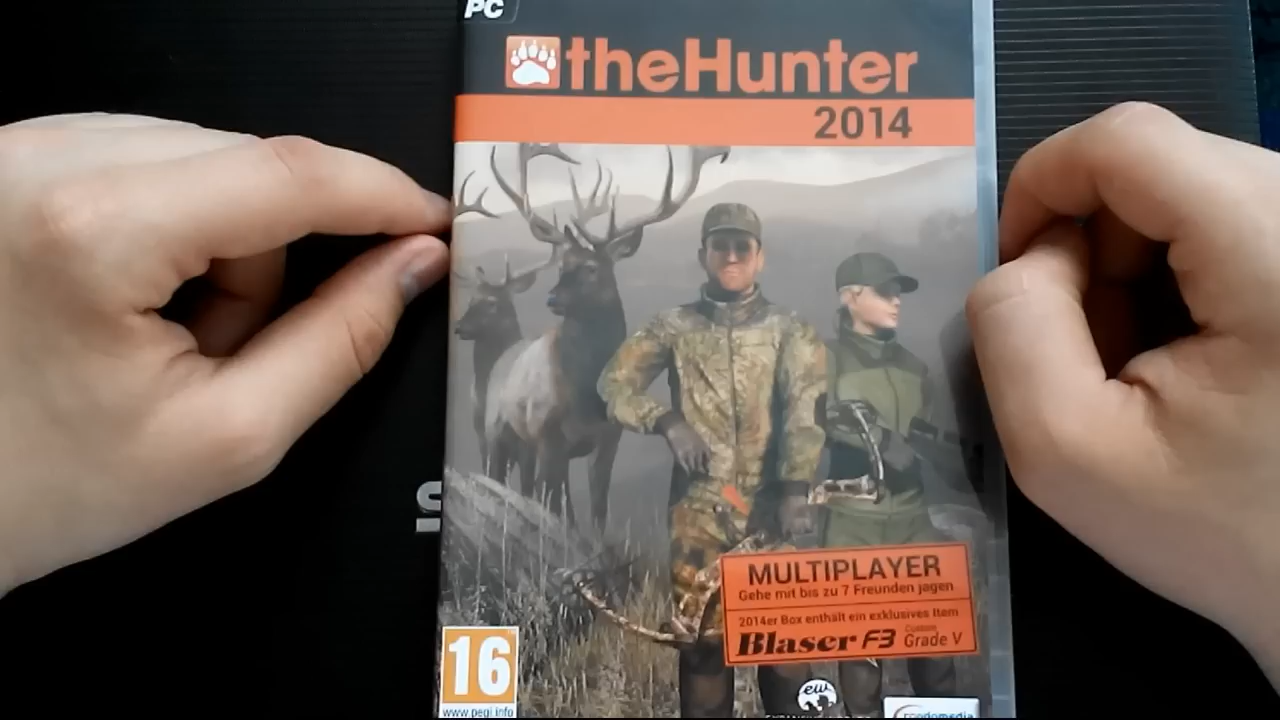 PC
theHunter
2014
MULTIPLAYER
Gehe mit bis zu 7 Freunden jagen
2014er Box enthält ein exklusives Item
Blaser F3 Custom Grade V
16
www.pegi.info
ew
S